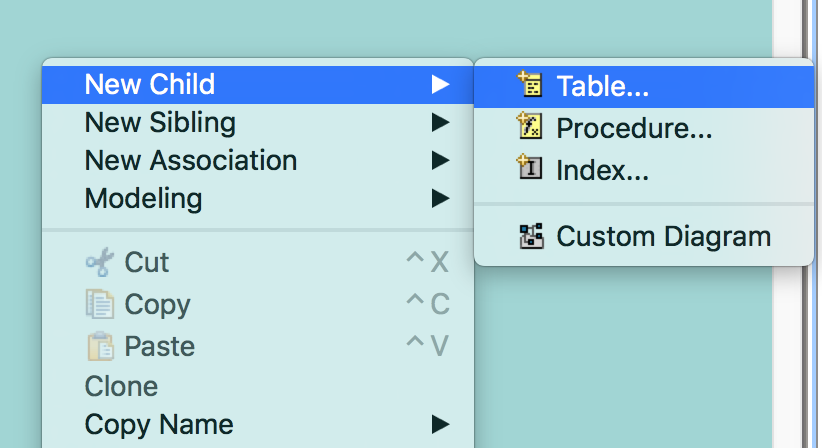 New Child
New Sibling
New Association
Modeling
Cut ^ X
Copy ^ C
Paste ^ V
Clone
Copy Name
Table...
Procedure...
Index...
Custom Diagram